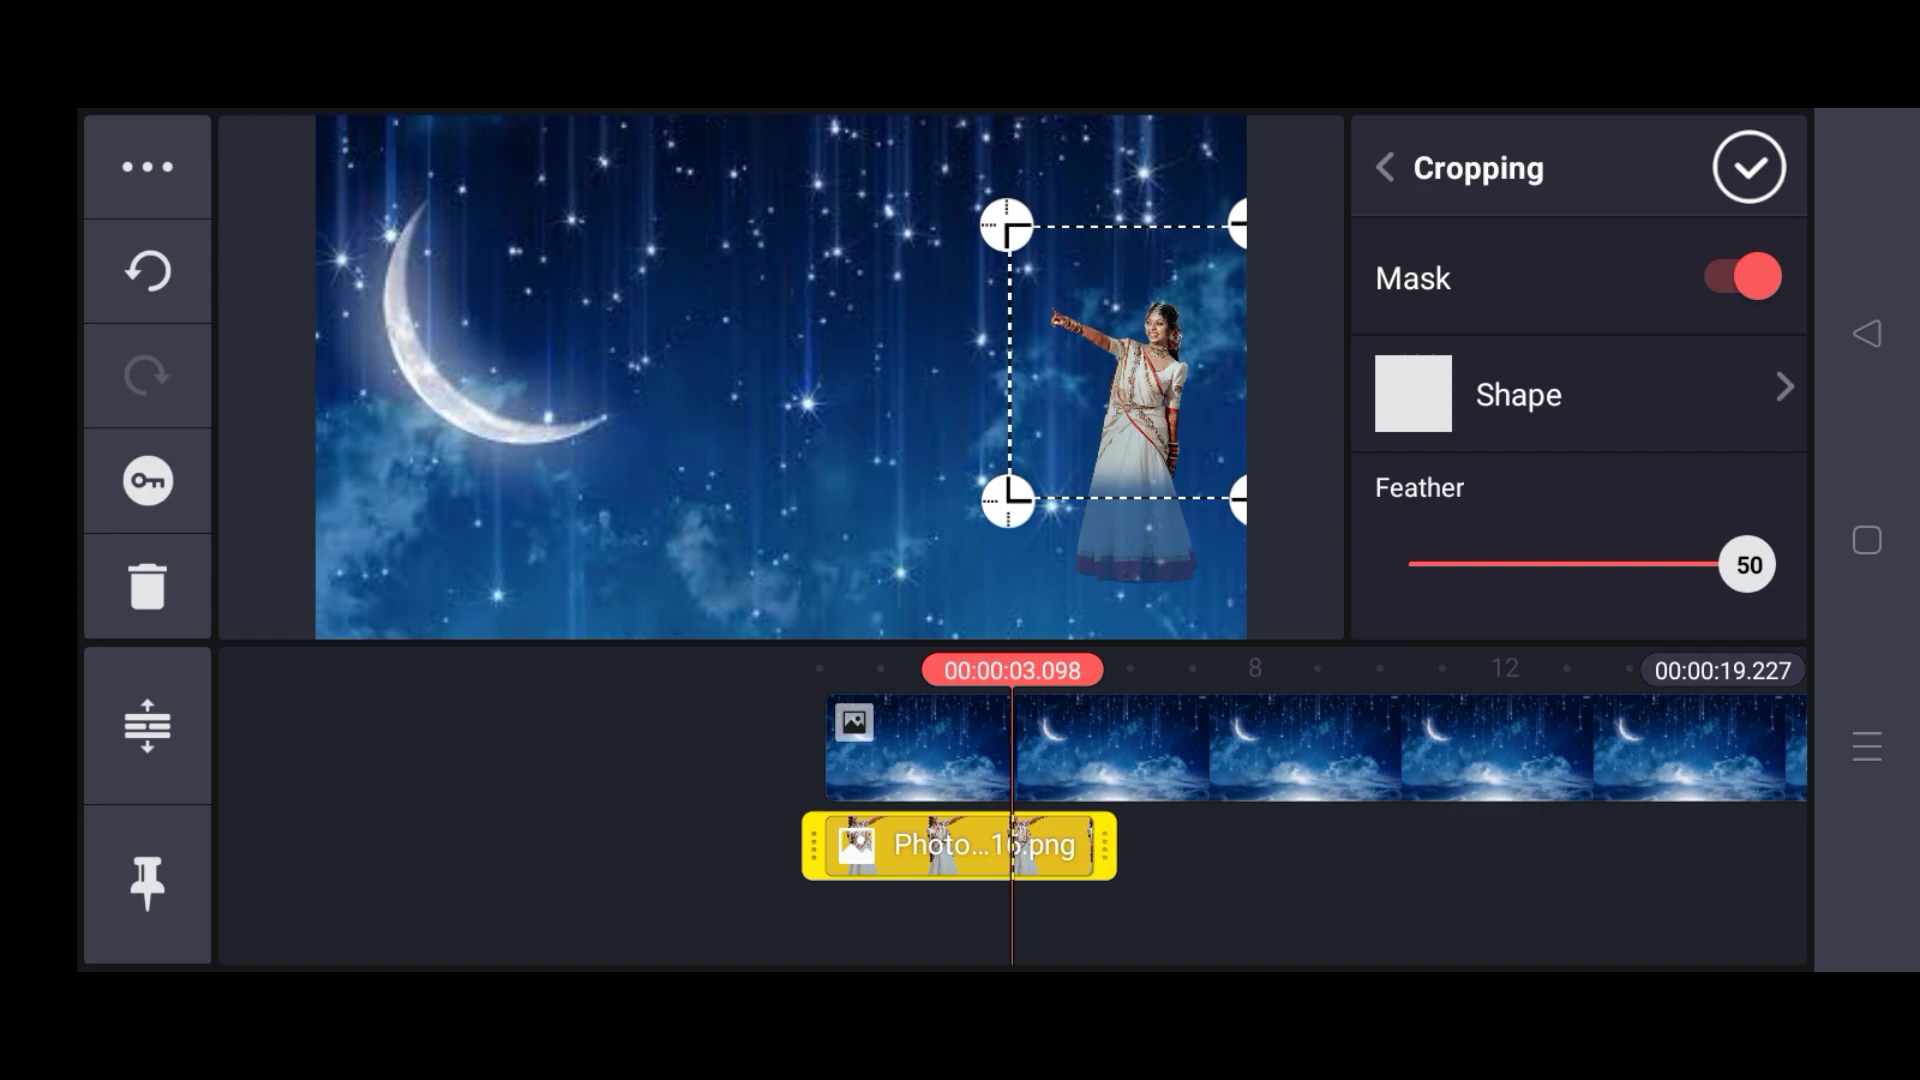 Cropping
Mask
Shape
Feather
50
00:00:03.098
8
12
00:00:19.227
Photo...16.png